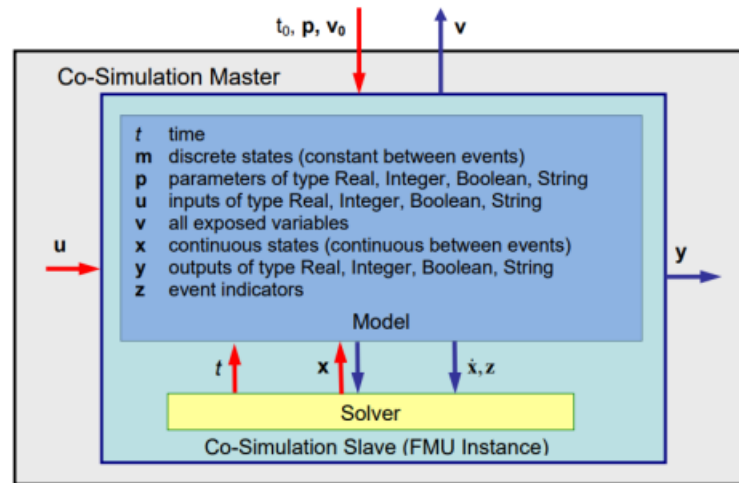 t₀, p, v₀
v
Co-Simulation Master
t time
m discrete states (constant between events)
p parameters of type Real, Integer, Boolean, String
u inputs of type Real, Integer, Boolean, String
v all exposed variables
x continuous states (continuous between events)
y outputs of type Real, Integer, Boolean, String
z event indicators
u
y
Model
t
x
ẋ, z
Solver
Co-Simulation Slave (FMU Instance)